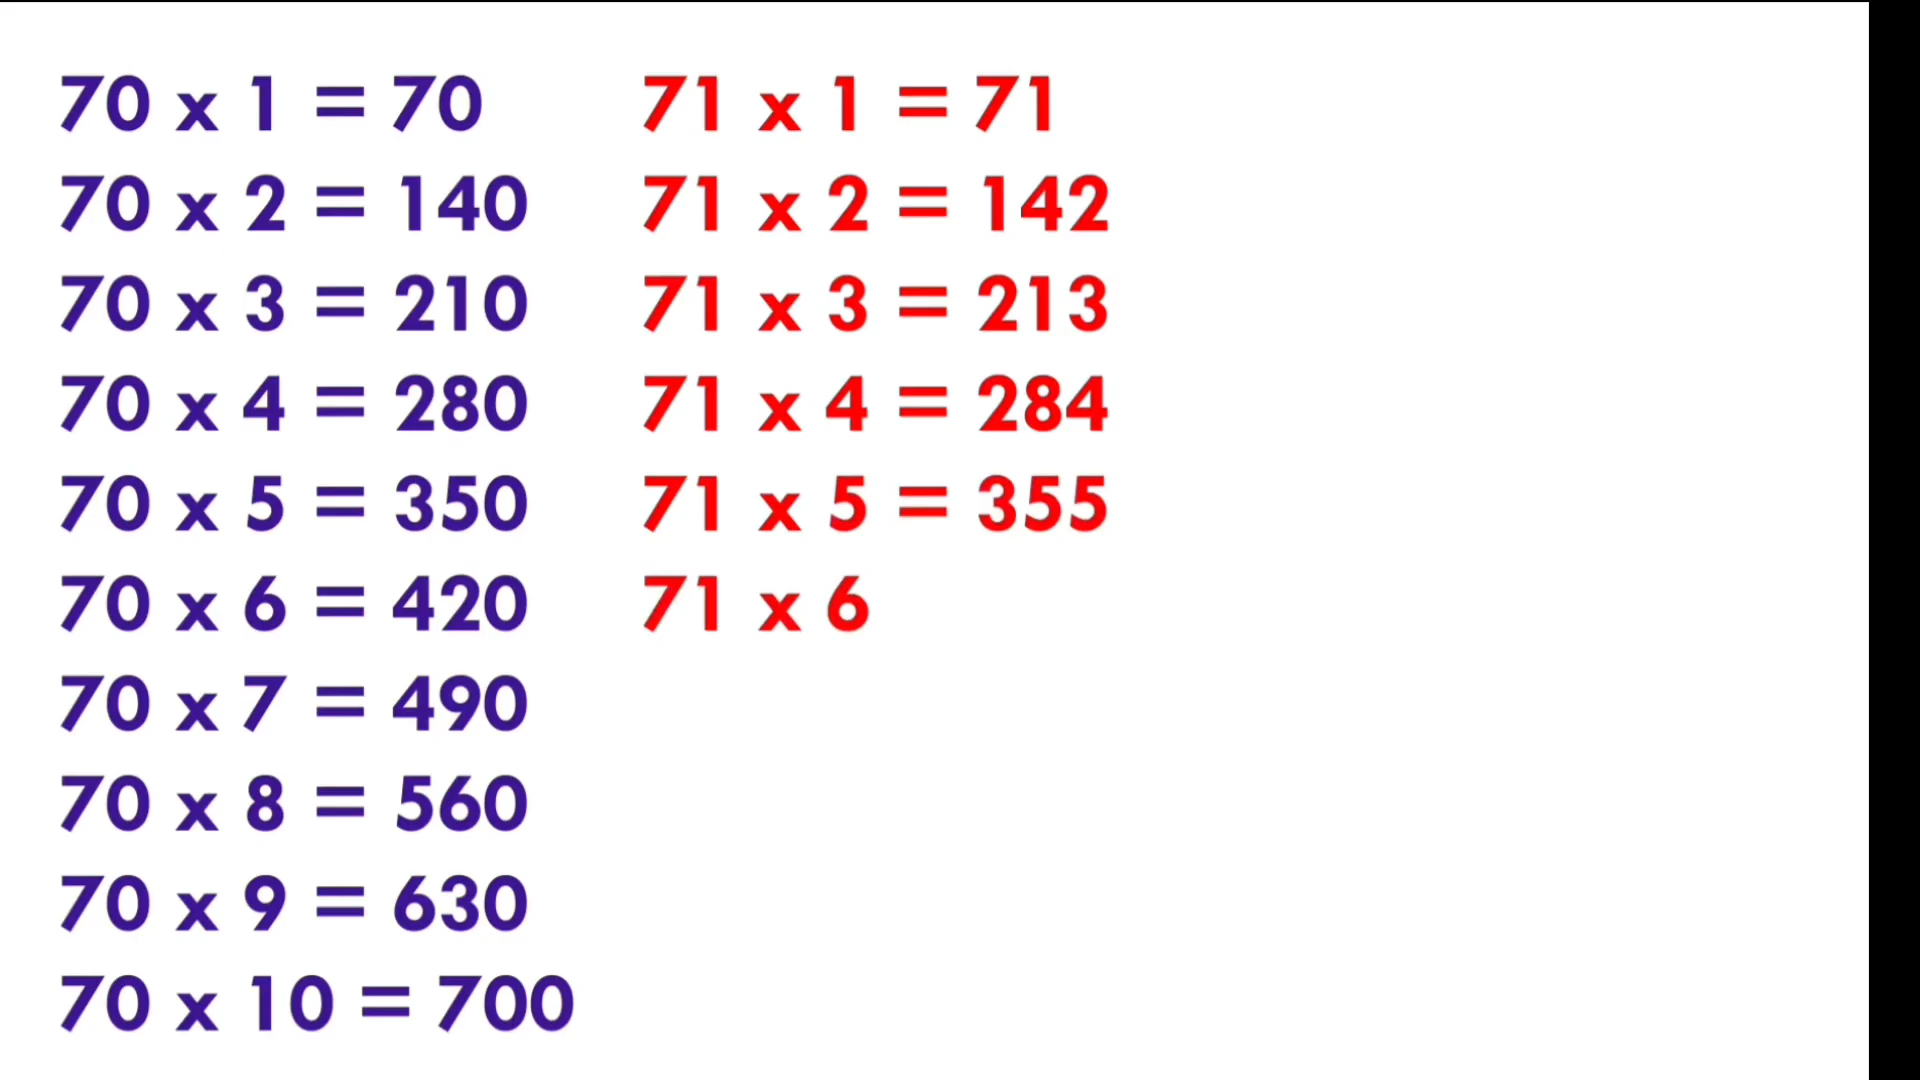 70 x 1 = 70
70 x 2 = 140
70 x 3 = 210
70 x 4 = 280
70 x 5 = 350
70 x 6 = 420
70 x 7 = 490
70 x 8 = 560
70 x 9 = 630
70 x 10 = 700
71 x 1 = 71
71 x 2 = 142
71 x 3 = 213
71 x 4 = 284
71 x 5 = 355
71 x 6